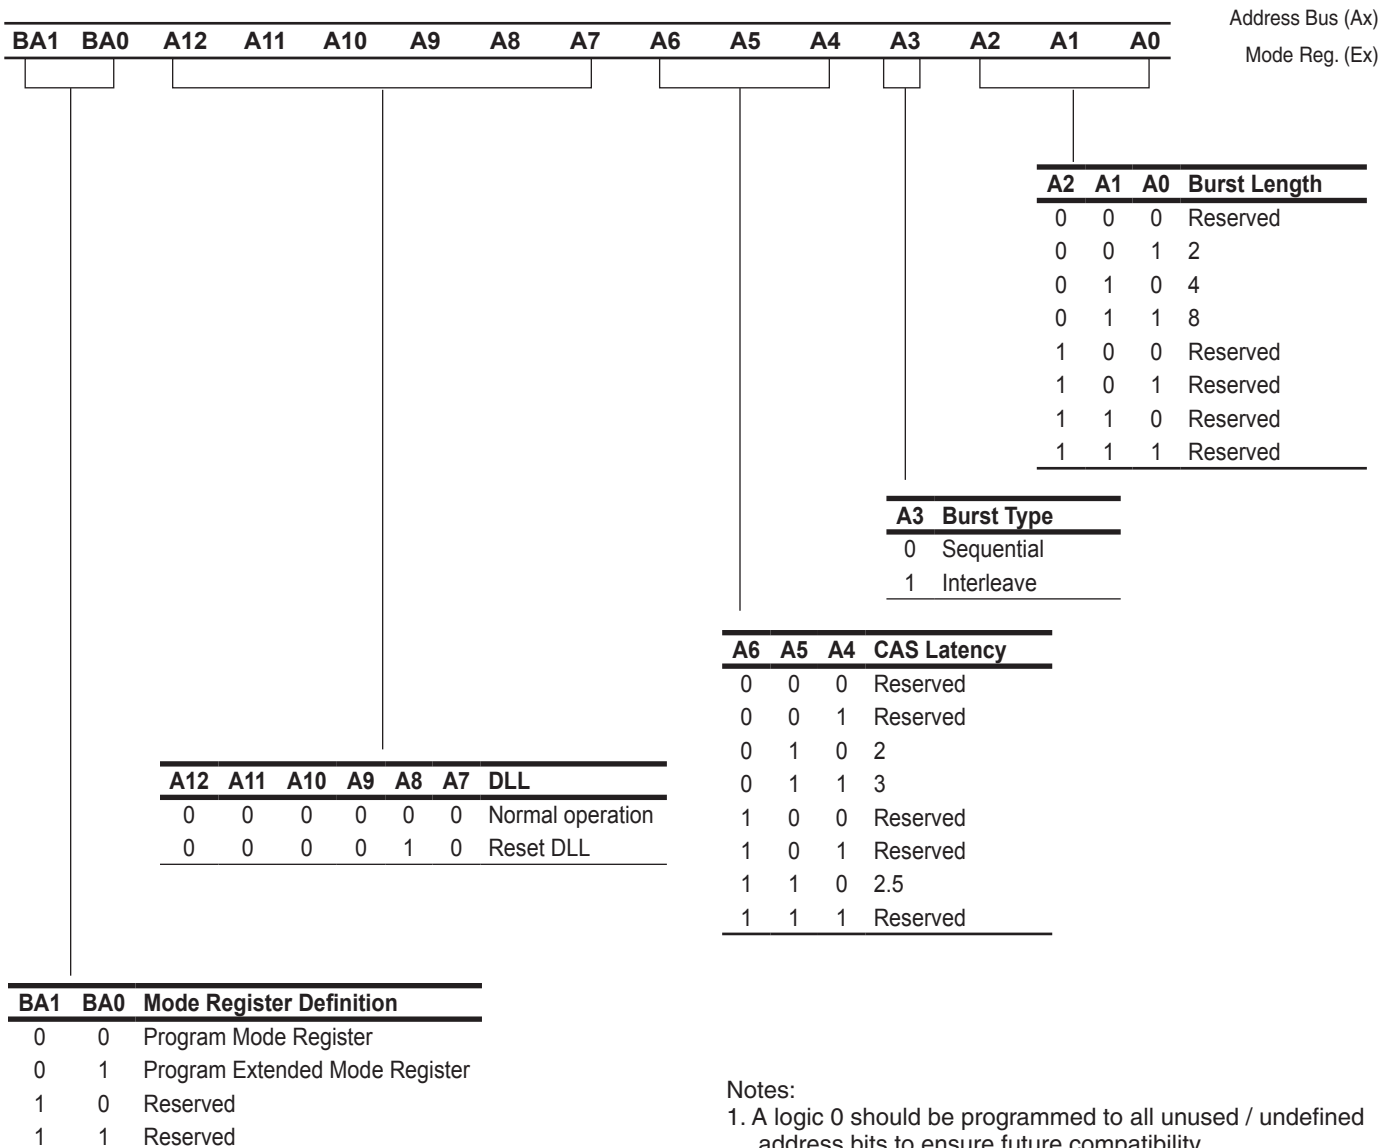 Address Bus (Ax)
BA1 BA0 A12 A11 A10 A9 A8 A7 A6 A5 A4 A3 A2 A1 A0
Mode Reg. (Ex)
A2 A1 A0 Burst Length
0 0 0 Reserved
0 0 1 2
0 1 0 4
0 1 1 8
1 0 0 Reserved
1 0 1 Reserved
1 1 0 Reserved
1 1 1 Reserved
A3 Burst Type
0 Sequential
1 Interleave
A6 A5 A4 CAS Latency
0 0 0 Reserved
0 0 1 Reserved
0 1 0 2
0 1 1 3
1 0 0 Reserved
1 0 1 Reserved
1 1 0 2.5
1 1 1 Reserved
A12 A11 A10 A9 A8 A7 DLL
0 0 0 0 0 0 Normal operation
0 0 0 0 1 0 Reset DLL
BA1 BA0 Mode Register Definition
0 0 Program Mode Register
0 1 Program Extended Mode Register
1 0 Reserved
1 1 Reserved
Notes:
1. A logic 0 should be programmed to all unused / undefined
address bits to ensure future compatibility